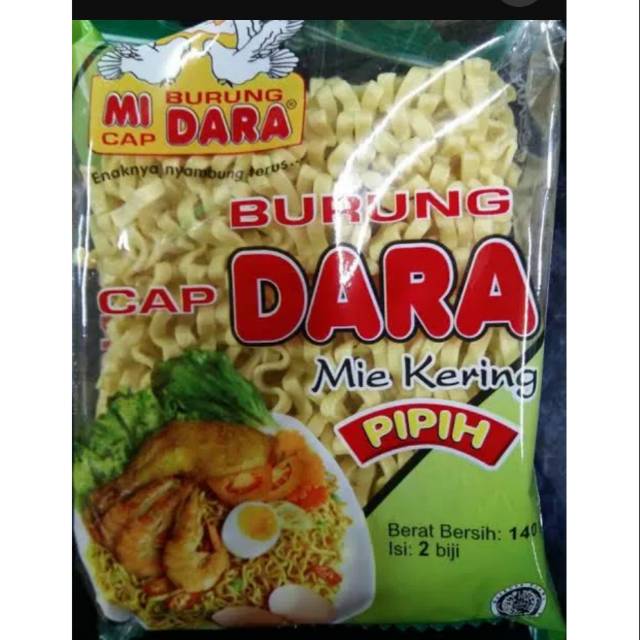 MI BURUNG
CAP DARA®
Enaknya nyambung terus...
BURUNG
CAP DARA
Mie Kering
PIPIH
Berat Bersih: 140
Isi: 2 biji